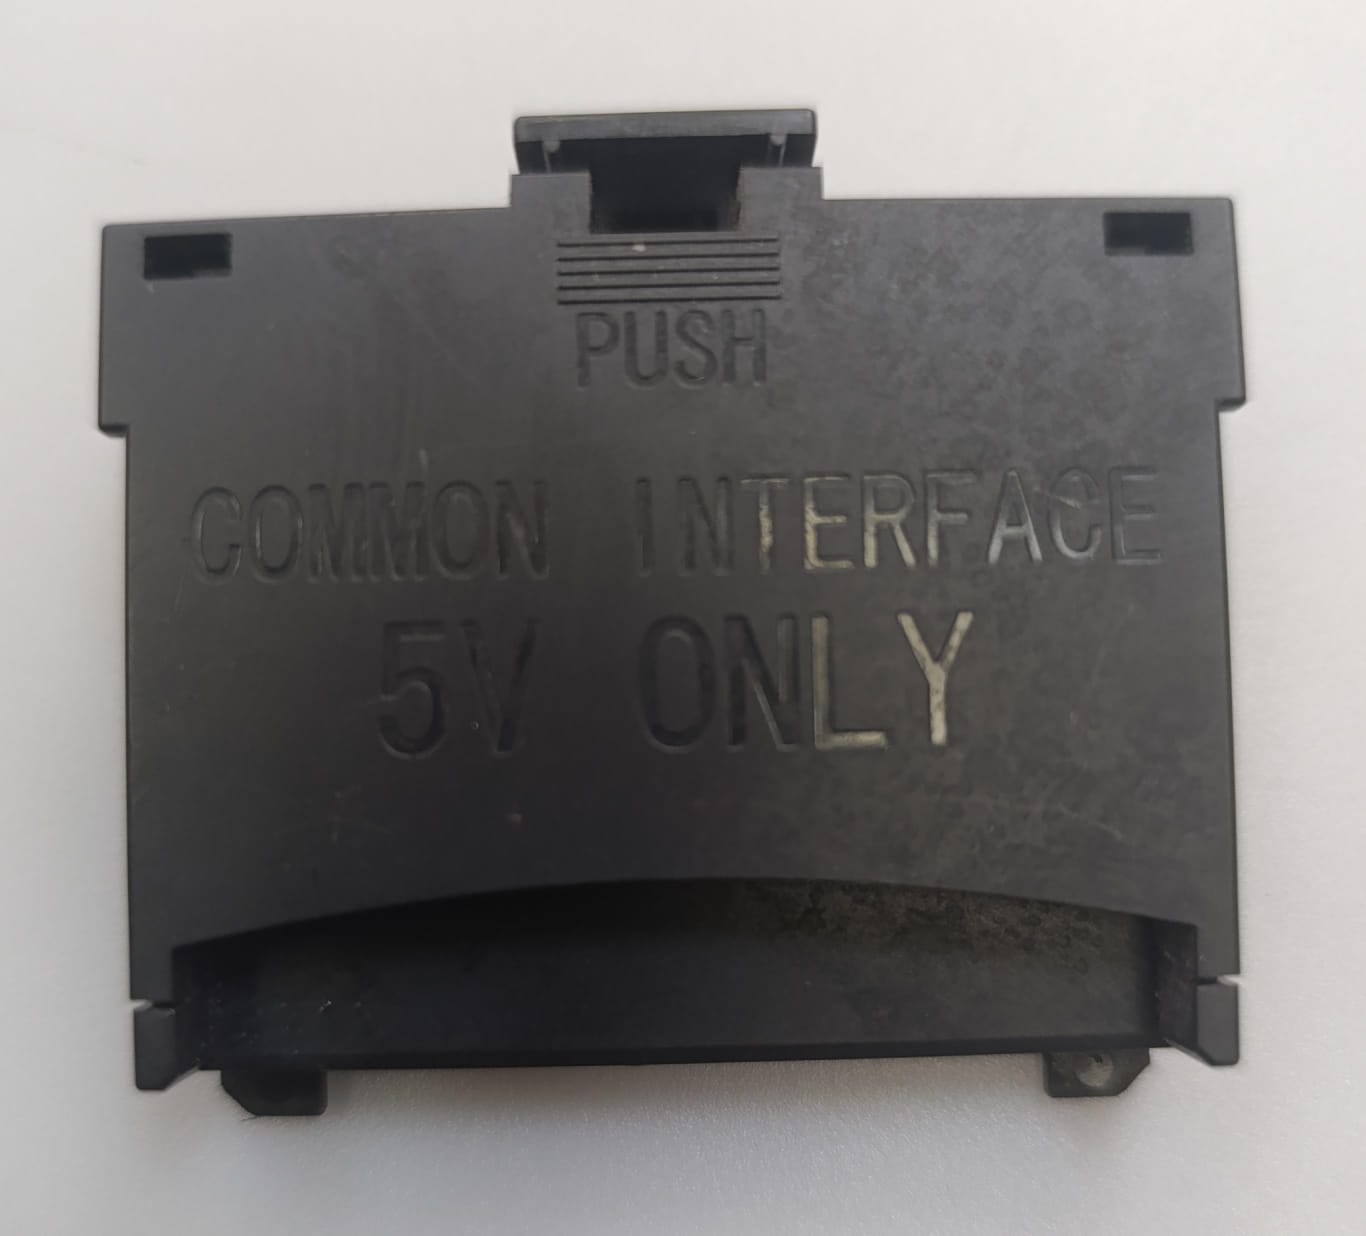 PUSH
COMMON INTERFACE
5V ONLY